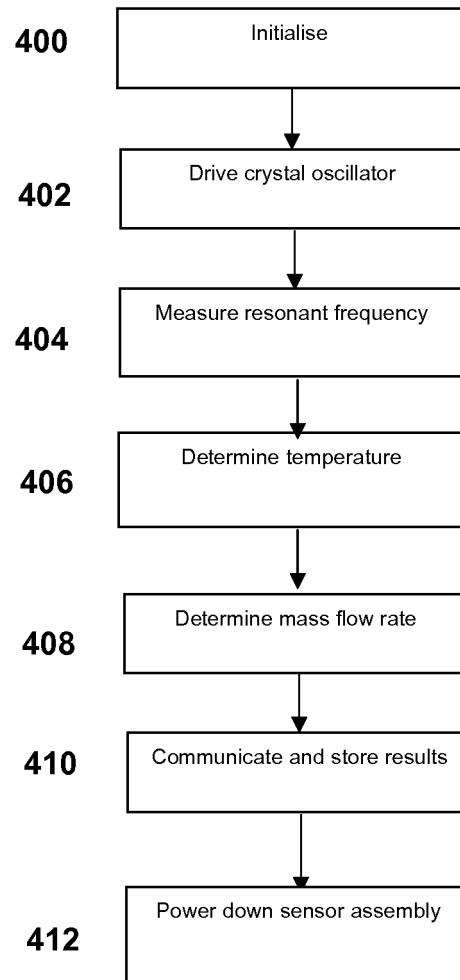 400
Initialise
402
Drive crystal oscillator
404
Measure resonant frequency
406
Determine temperature
408
Determine mass flow rate
410
Communicate and store results
412
Power down sensor assembly